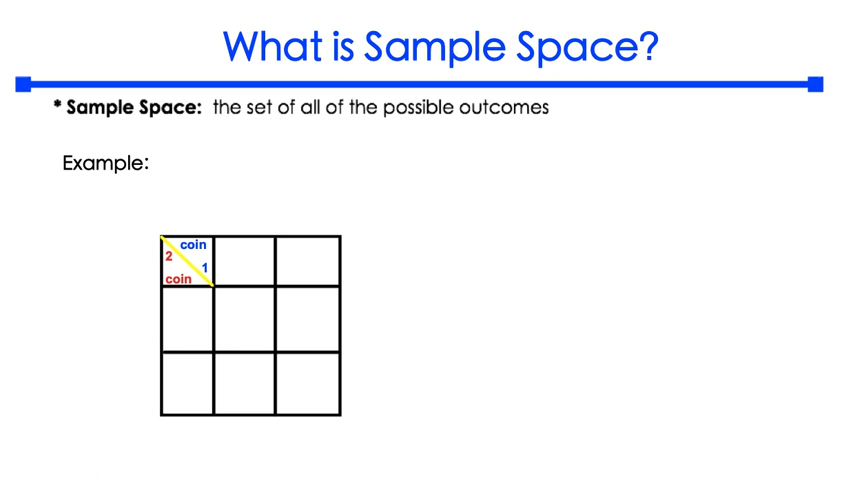 What is Sample Space?
* Sample Space: the set of all of the possible outcomes
Example:
coin
1
2
coin